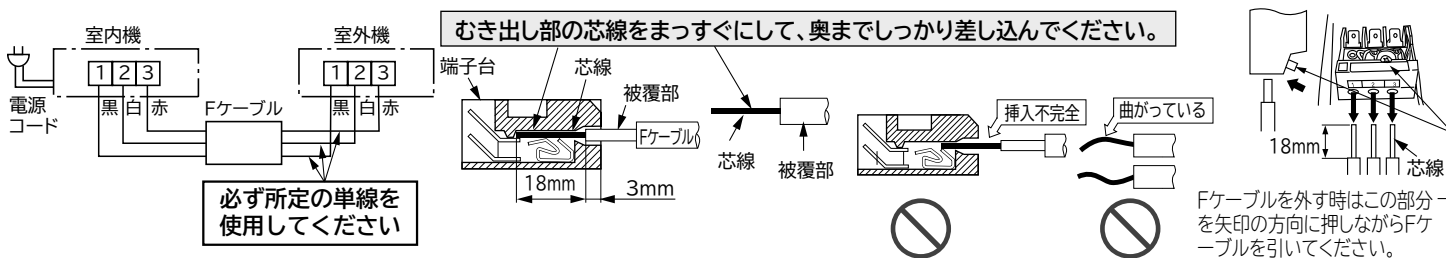 むき出し部の芯線をまっすぐにして、奥までしっかり差し込んでください。
室内機
1 2 3
黒 白 赤
電源
コード
Fケーブル
室外機
1 2 3
黒 白 赤
必ず所定の単線を
使用してください
端子台
芯線
被覆部
Fケーブル
18mm
3mm
芯線
被覆部
挿入不完全
曲がっている
18mm
芯線
Fケーブルを外す時はこの部分
を矢印の方向に押しながらFケ
ーブルを引いてください。